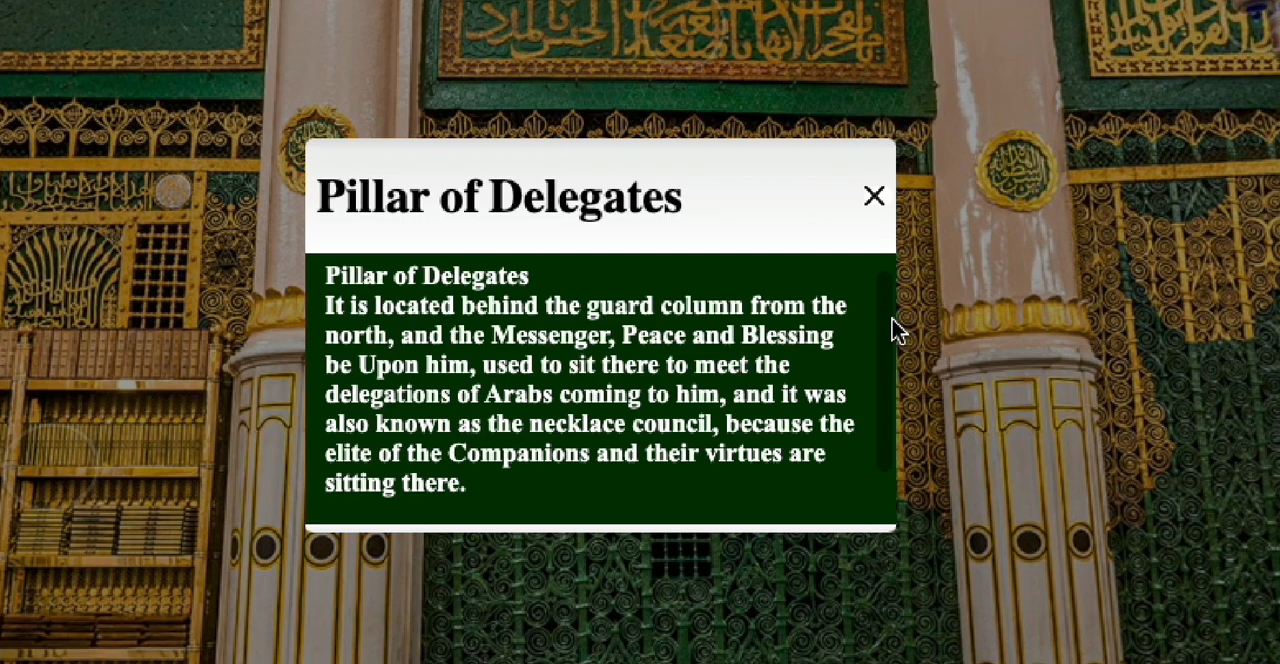 Pillar of Delegates
Pillar of Delegates
It is located behind the guard column from the
north, and the Messenger, Peace and Blessing
be Upon him, used to sit there to meet the
delegations of Arabs coming to him, and it was
also known as the necklace council, because the
elite of the Companions and their virtues are
sitting there.